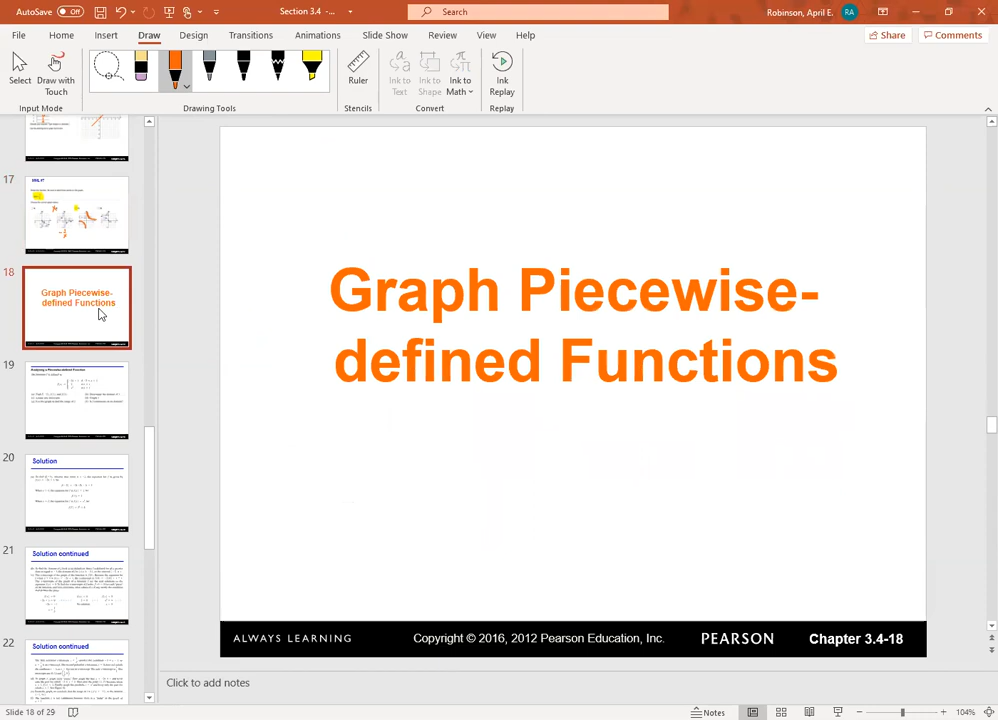 AutoSave Off
Section 3.4 -...
Search
Robinson, April E.
RA
File Home Insert Draw Design Transitions Animations Slide Show Review View Help
Share Comments
Select
Draw with Touch
Ruler
Ink to Text
Ink to Shape
Ink to Math
Ink Replay
Input Mode
Drawing Tools
Stencils
Convert
Replay
17
18
Graph Piecewise-
defined Functions
19
Analyzing a Piecewise-defined Function
20
Solution
21
Solution continued
22
Solution continued
Graph Piecewise-
defined Functions
ALWAYS LEARNING
Copyright © 2016, 2012 Pearson Education, Inc.
PEARSON
Chapter 3.4-18
Click to add notes
Slide 18 of 29
Notes
104%